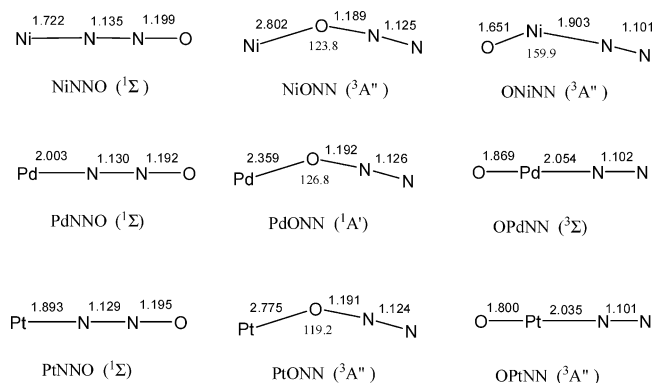 1.722 1.135 1.199
Ni N N O
NiNNO (¹Σ )
2.802 1.189 1.125
Ni O N N
123.8
NiONN (³A" )
1.651 1.903 1.101
O Ni N N
159.9
ONiNN (³A" )
2.003 1.130 1.192
Pd N N O
PdNNO (¹Σ)
2.359 1.192 1.126
Pd O N N
126.8
PdONN (¹A')
1.869 2.054 1.102
O Pd N N
OPdNN (³Σ)
1.893 1.129 1.195
Pt N N O
PtNNO (¹Σ)
2.775 1.191 1.124
Pt O N N
119.2
PtONN (³A" )
1.800 2.035 1.101
O Pt N N
OPtNN (³A" )